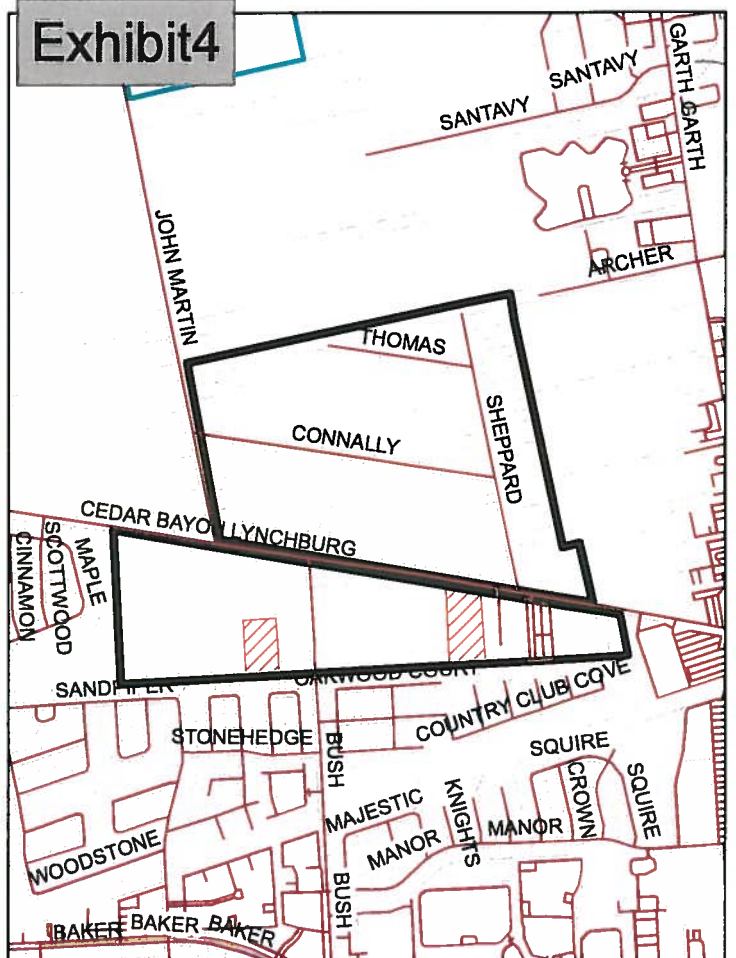 Exhibit4
GARTH
GARTH
SANTAVY
SANTAVY
JOHN MARTIN
ARCHER
THOMAS
SHEPPARD
CONNALLY
CEDAR BAYOU LYNCHBURG
MAPLE
SCOTTWOOD
CINNAMON
SANDPIPER
OAKWOOD COURT
COUNTRY CLUB COVE
STONEHEDGE
BUSH
SQUIRE
SQUIRE
CROWN
KNIGHTS
MAJESTIC
MANOR
MANOR
WOODSTONE
BUSH
BAKER
BAKER
BAKER